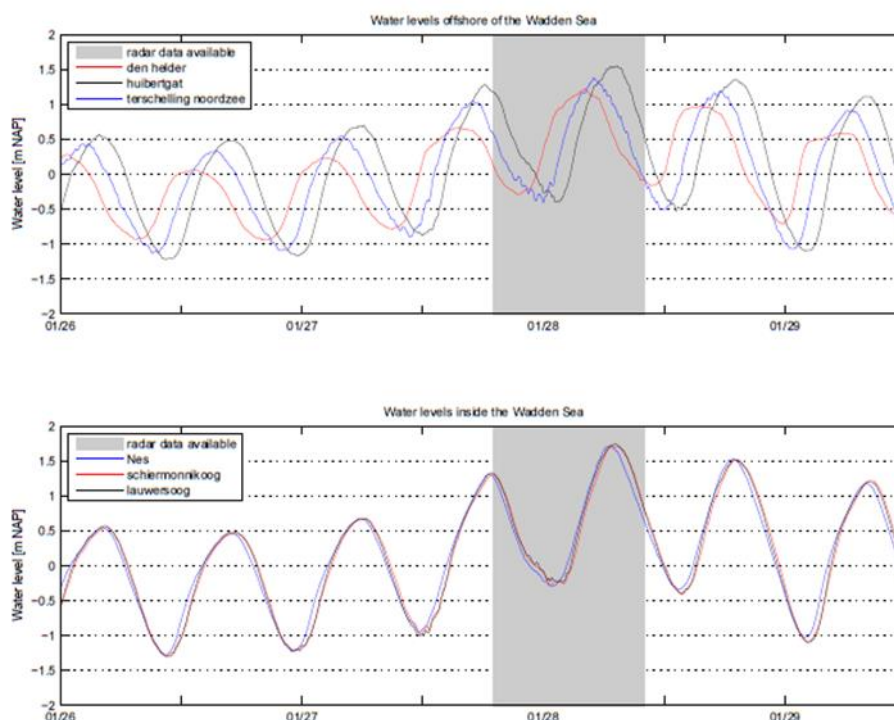 Water levels offshore of the Wadden Sea
2
1.5
1
0.5
0
−0.5
−1
−1.5
−2
Water level [m NAP]
radar data available
den helder
huibertgat
terschelling noordzee
01/26
01/27
01/28
01/29
Water levels inside the Wadden Sea
2
1.5
1
0.5
0
−0.5
−1
−1.5
−2
Water level [m NAP]
radar data available
Nes
schiermonnikoog
lauwersoog
01/26
01/27
01/28
01/29